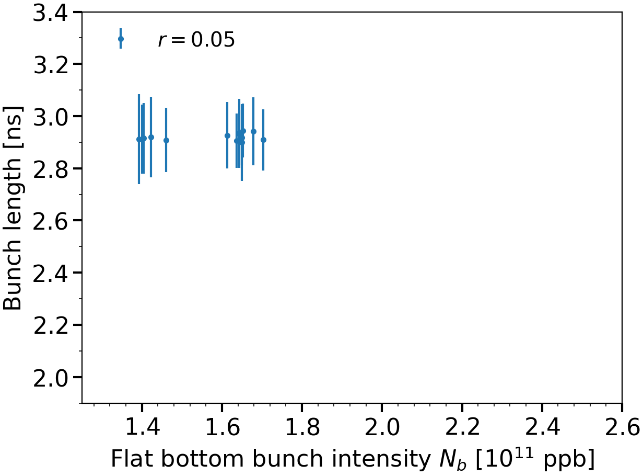 3.4
r = 0.05
3.2
3.0
2.8
2.6
2.4
2.2
2.0
Bunch length [ns]
1.4 1.6 1.8 2.0 2.2 2.4 2.6
Flat bottom bunch intensity N_b [10^11 ppb]